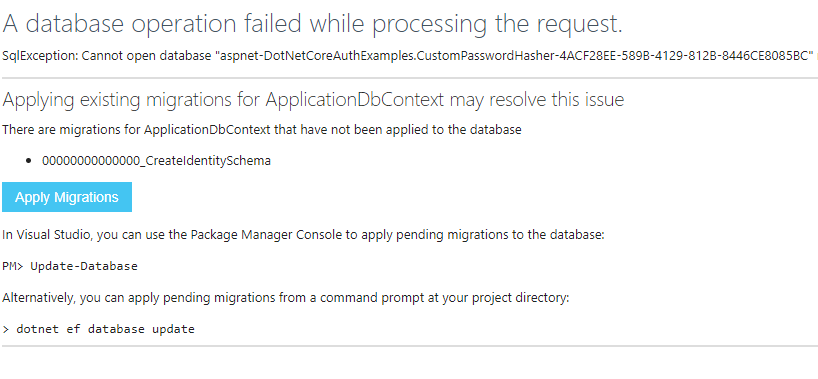 A database operation failed while processing the request.
SqlException: Cannot open database "aspnet-DotNetCoreAuthExamples.CustomPasswordHasher-4ACF28EE-589B-4129-812B-8446CE8085BC"
Applying existing migrations for ApplicationDbContext may resolve this issue
There are migrations for ApplicationDbContext that have not been applied to the database
• 00000000000000_CreateIdentitySchema
Apply Migrations
In Visual Studio, you can use the Package Manager Console to apply pending migrations to the database:
PM> Update-Database
Alternatively, you can apply pending migrations from a command prompt at your project directory:
> dotnet ef database update